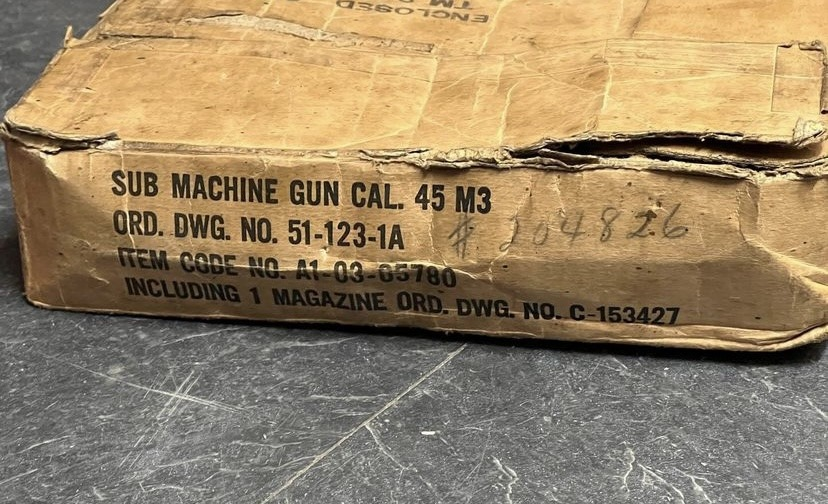 ENCLOSED
TM
SUB MACHINE GUN CAL. 45 M3
ORD. DWG. NO. 51-123-1A # 204826
ITEM CODE NO. A1-03-65780
INCLUDING 1 MAGAZINE ORD. DWG. NO. C-153427